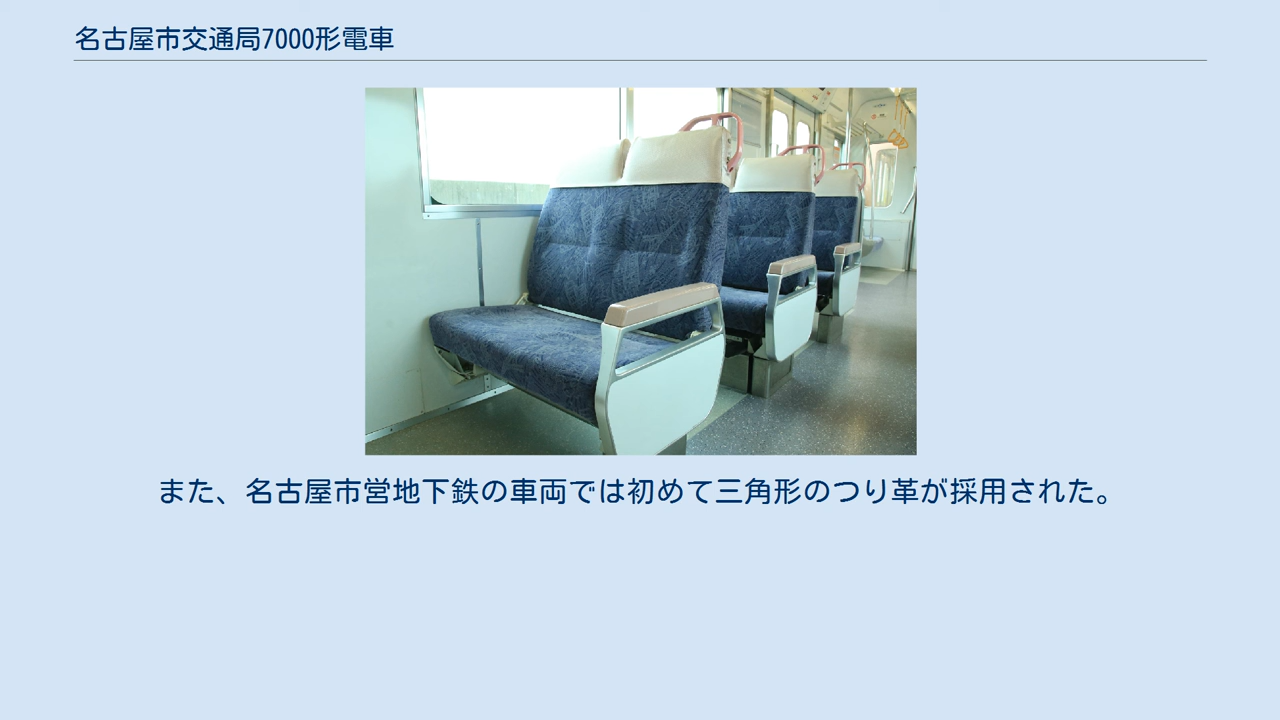 名古屋市交通局7000形電車
また、名古屋市営地下鉄の車両では初めて三角形のつり革が採用された。